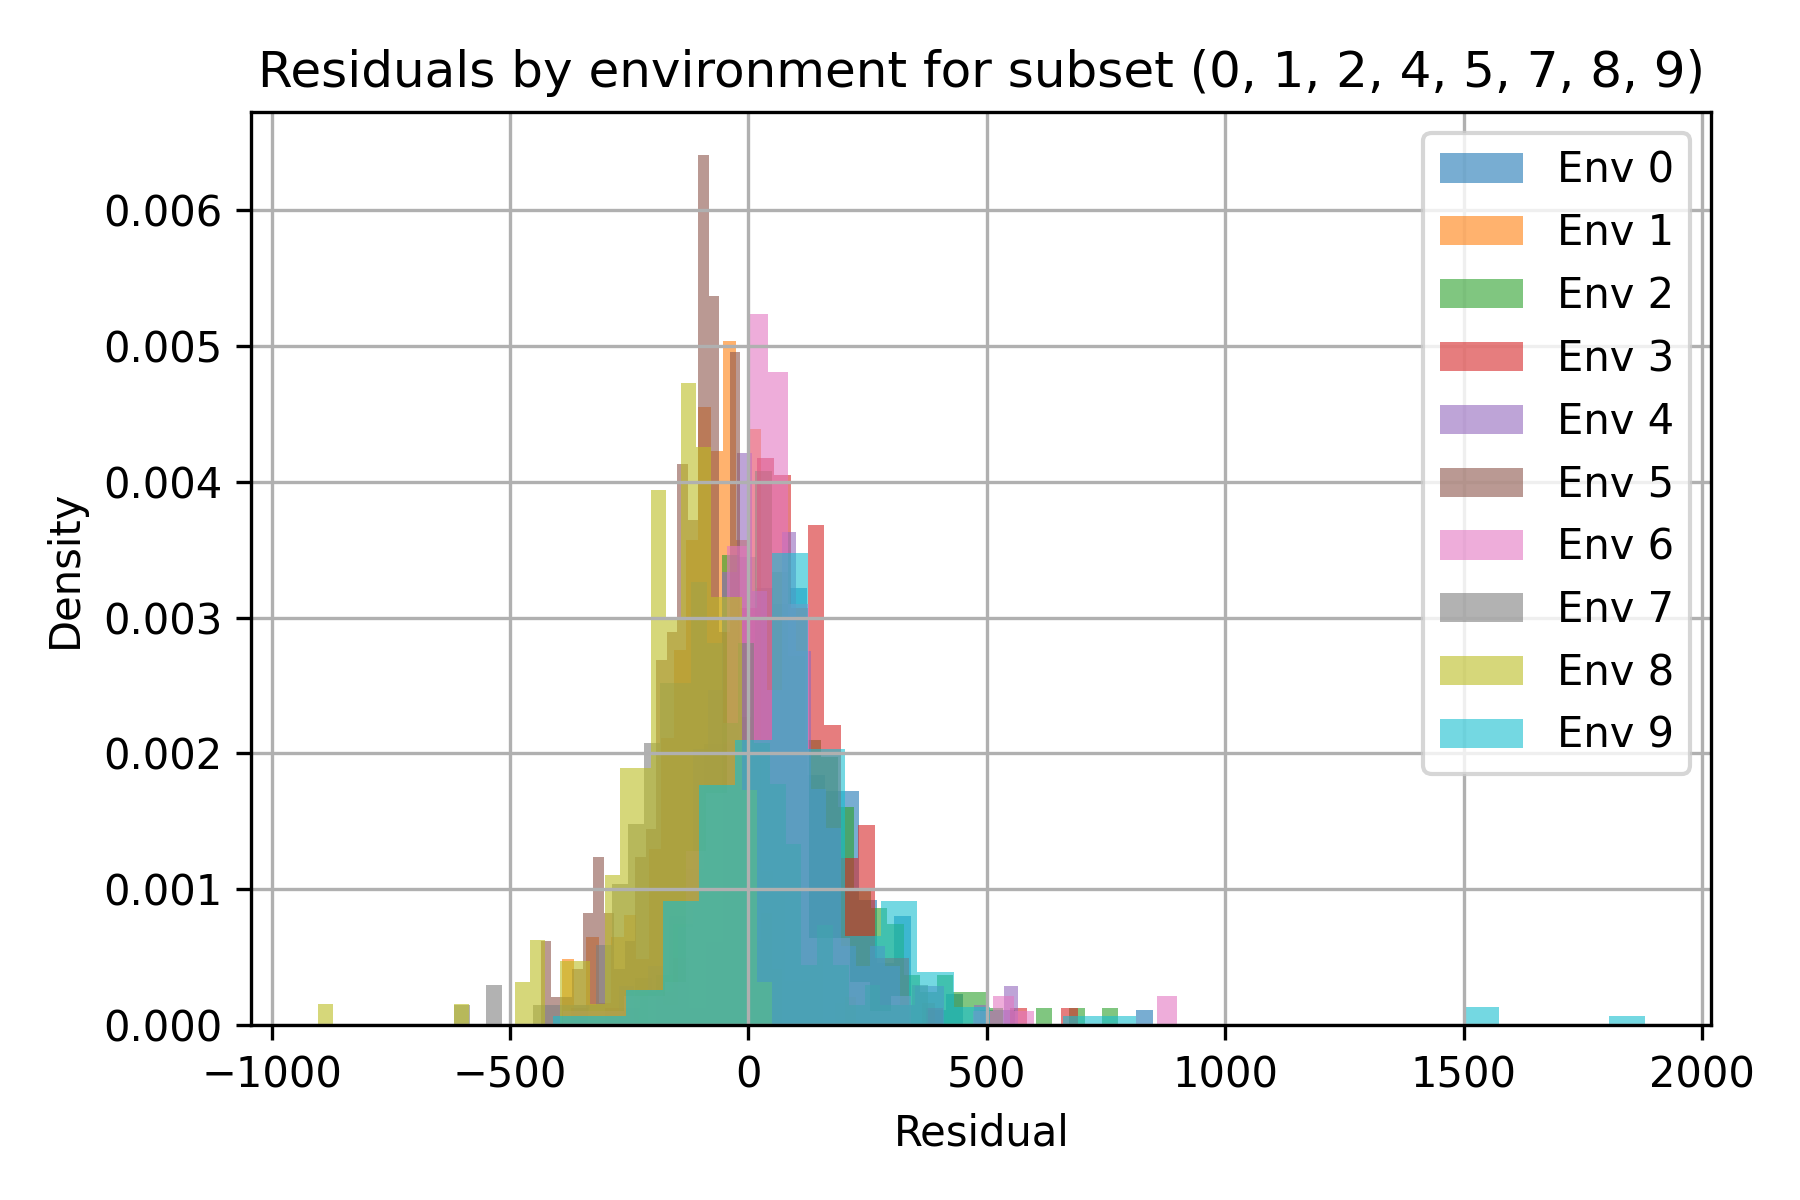 Residuals by environment for subset (0, 1, 2, 4, 5, 7, 8, 9)
Env 0
Env 1
Env 2
Env 3
Env 4
Env 5
Env 6
Env 7
Env 8
Env 9
Density
0.006
0.005
0.004
0.003
0.002
0.001
0.000
−1000 −500 0 500 1000 1500 2000
Residual